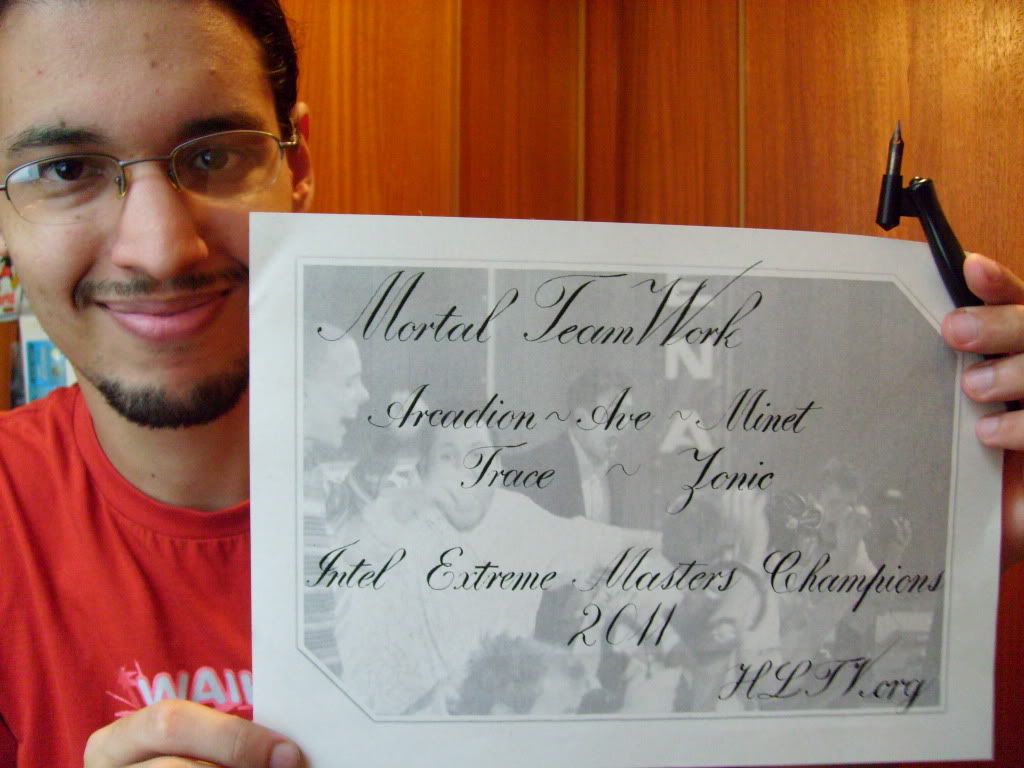 Mortal TeamWork
Arcadion ~ Ave ~ Minet
Trace ~ Zonic
Intel Extreme Masters Champions
2011
HLTV.org